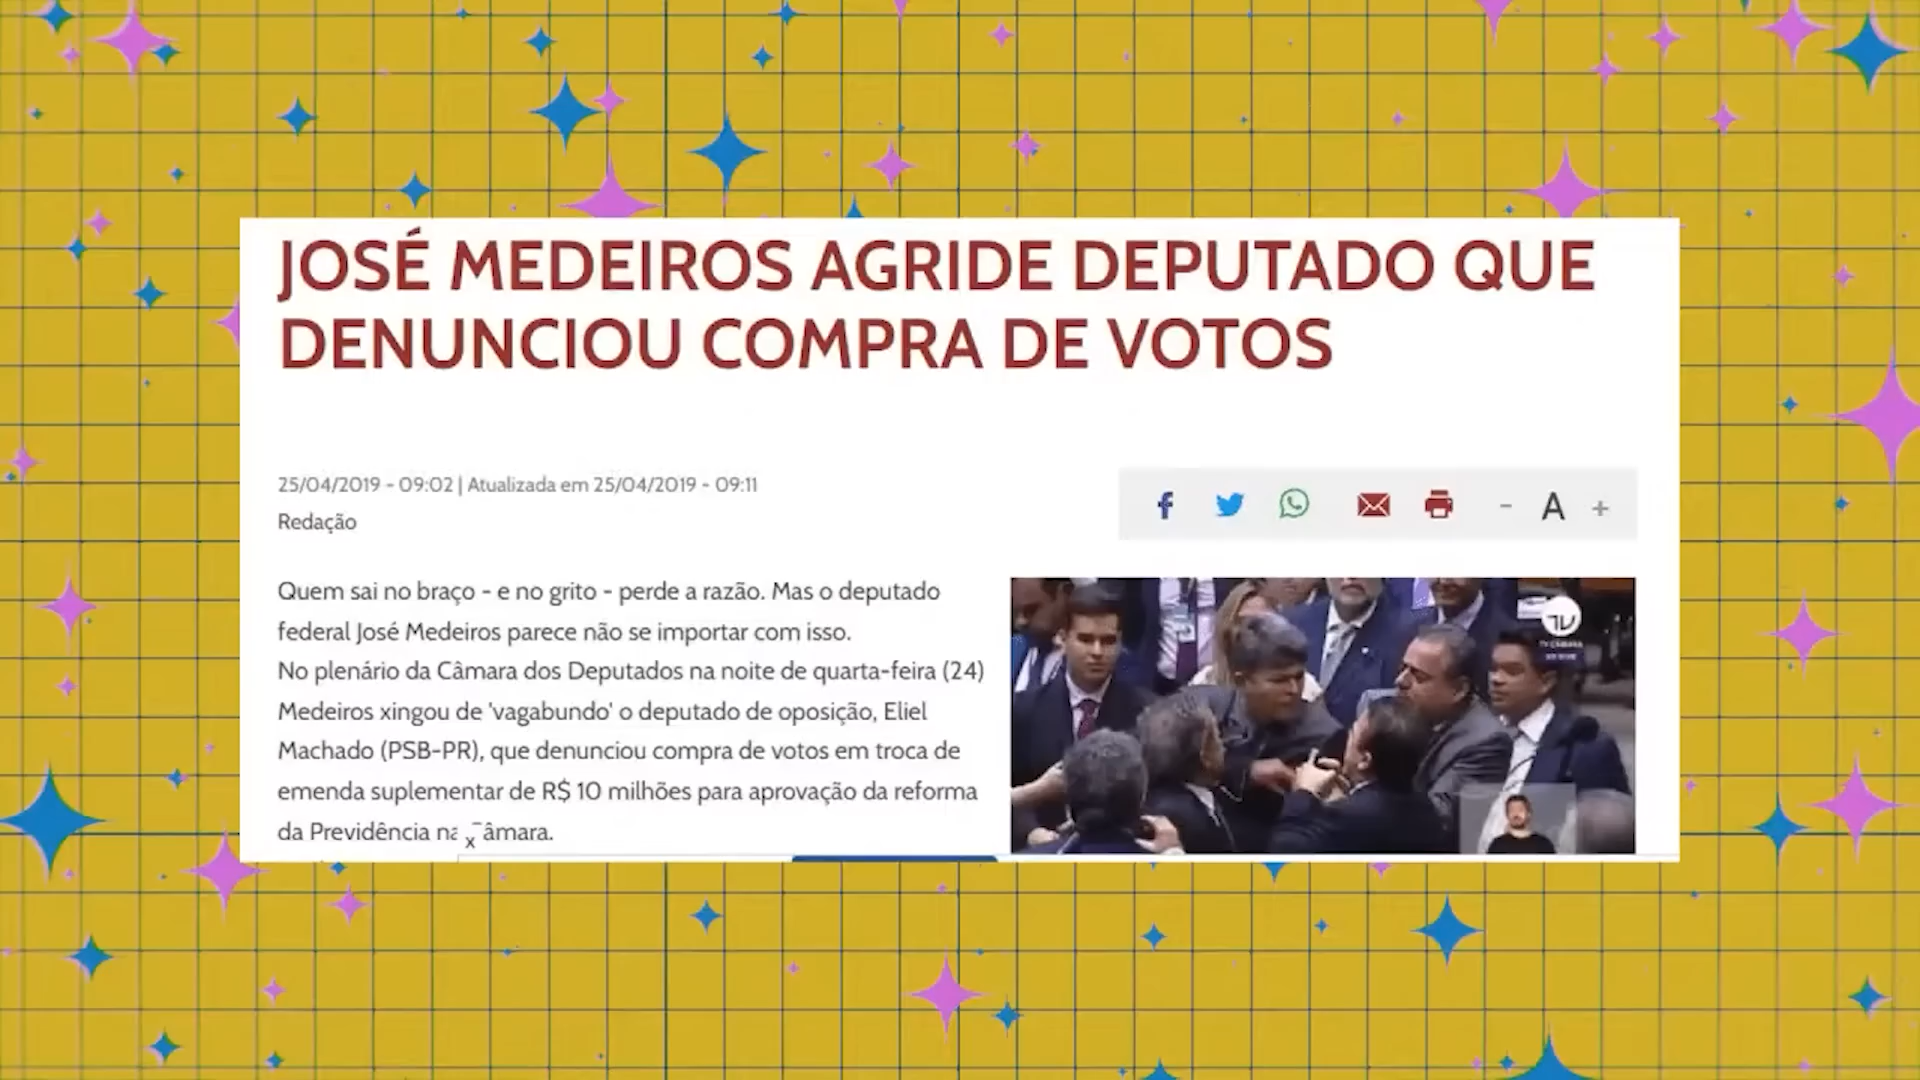 JOSÉ MEDEIROS AGRIDE DEPUTADO QUE
DENUNCIOU COMPRA DE VOTOS
25/04/2019 - 09:02 | Atualizada em 25/04/2019 - 09:11
Redação
- A +
Quem sai no braço - e no grito - perde a razão. Mas o deputado
federal José Medeiros parece não se importar com isso.
No plenário da Câmara dos Deputados na noite de quarta-feira (24)
Medeiros xingou de 'vagabundo' o deputado de oposição, Eliel
Machado (PSB-PR), que denunciou compra de votos em troca de
emenda suplementar de R$ 10 milhões para aprovação da reforma
da Previdência na Câmara.
x
TV CÂMARA